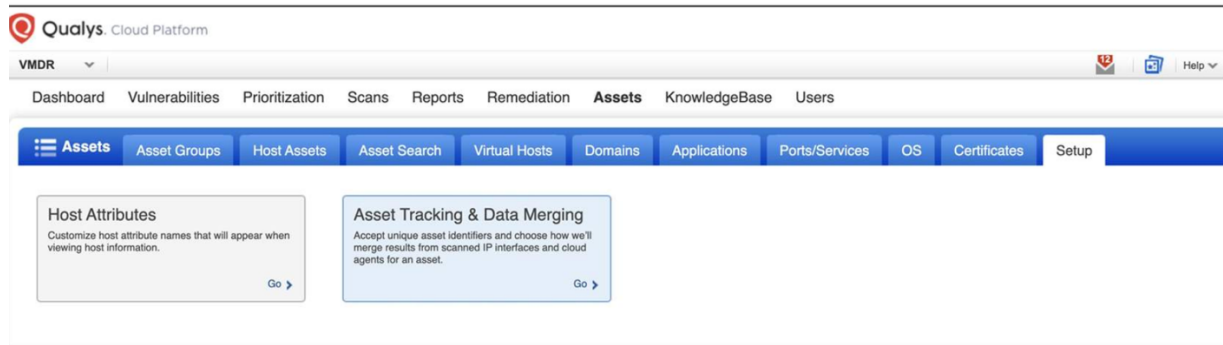 Qualys. Cloud Platform
VMDR
12
Help
Dashboard Vulnerabilities Prioritization Scans Reports Remediation Assets KnowledgeBase Users
Assets Asset Groups Host Assets Asset Search Virtual Hosts Domains Applications Ports/Services OS Certificates Setup
Host Attributes
Customize host attribute names that will appear when
viewing host information.
Go
Asset Tracking & Data Merging
Accept unique asset identifiers and choose how we'll
merge results from scanned IP interfaces and cloud
agents for an asset.
Go